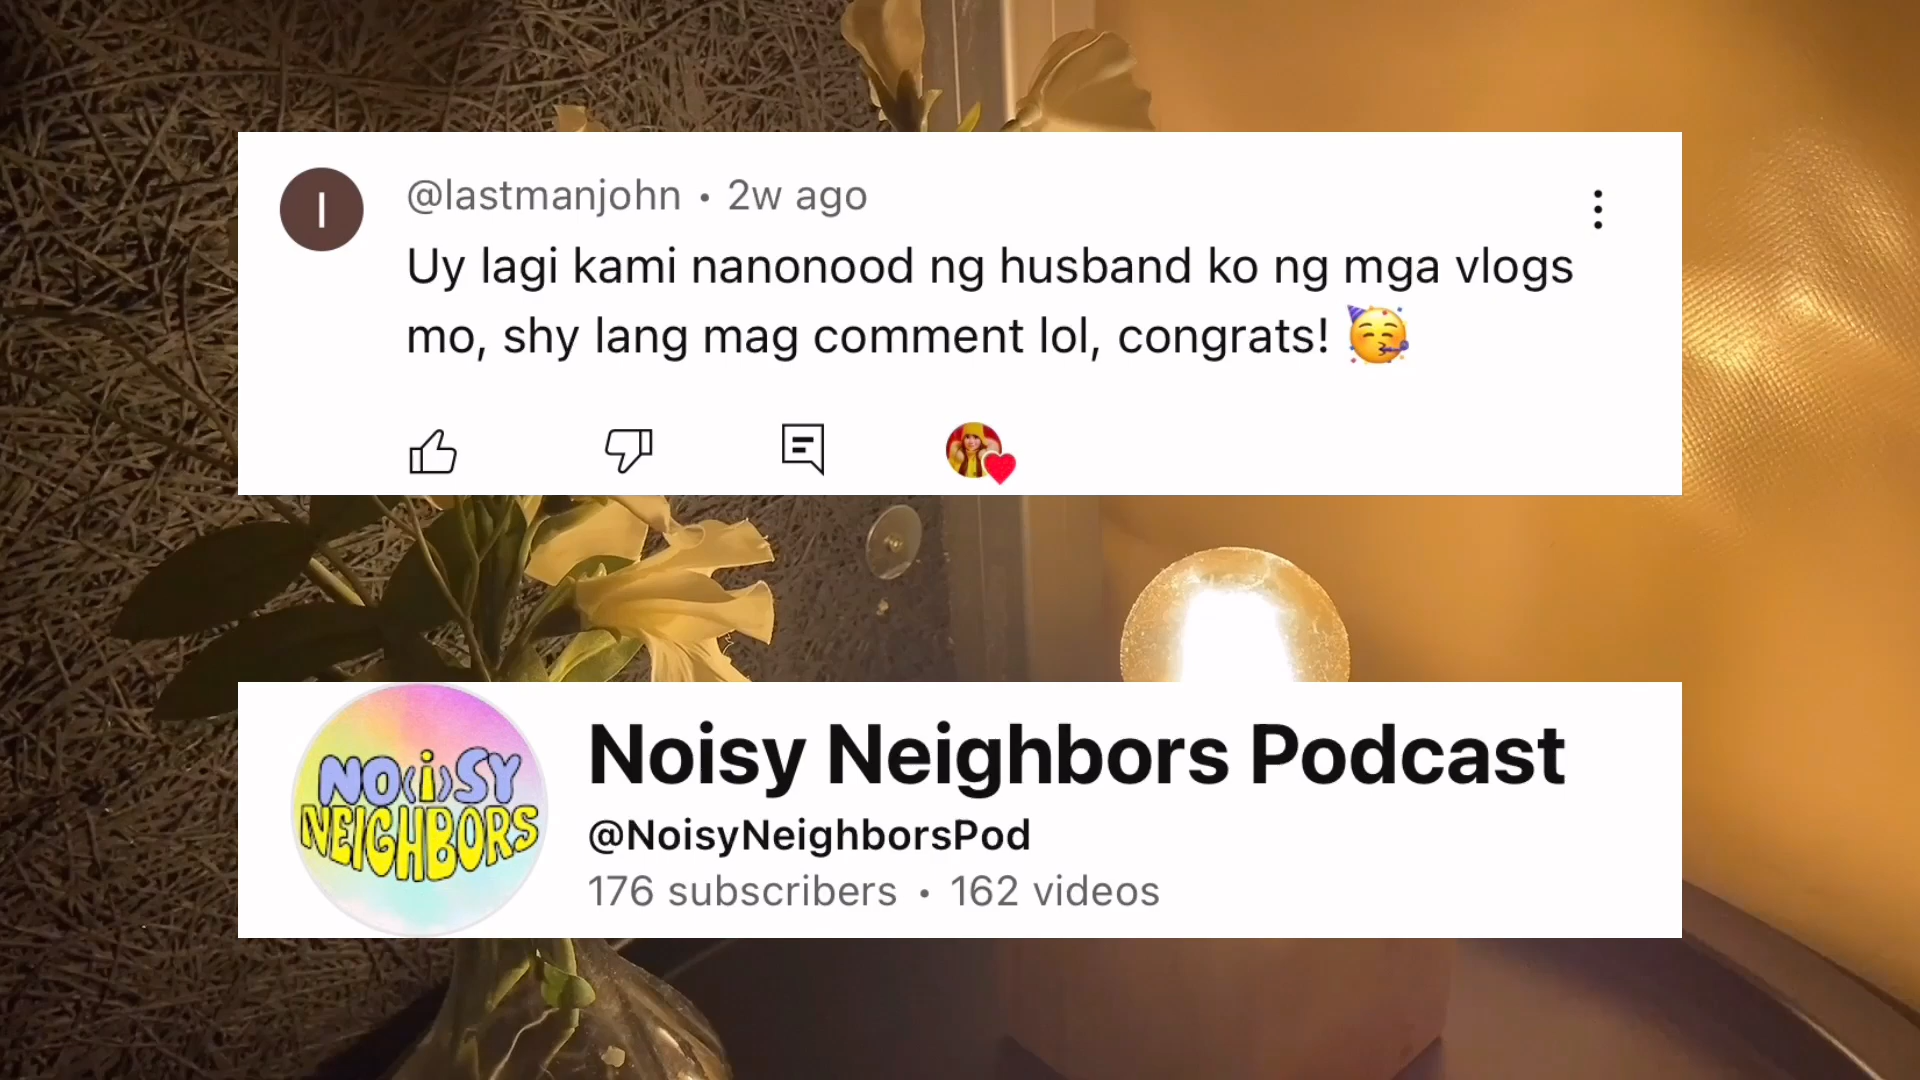 I
@lastmanjohn • 2w ago
Uy lagi kami nanonood ng husband ko ng mga vlogs
mo, shy lang mag comment lol, congrats! 🥳
NO(i)SY
NEIGHBORS
Noisy Neighbors Podcast
@NoisyNeighborsPod
176 subscribers • 162 videos